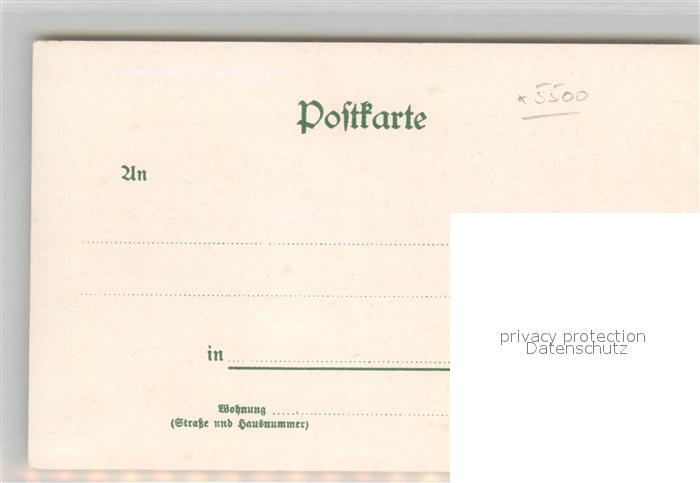 Postkarte
* 5500
An
privacy protection
Datenschutz
in
Wohnung
(Straße und Hausnummer)